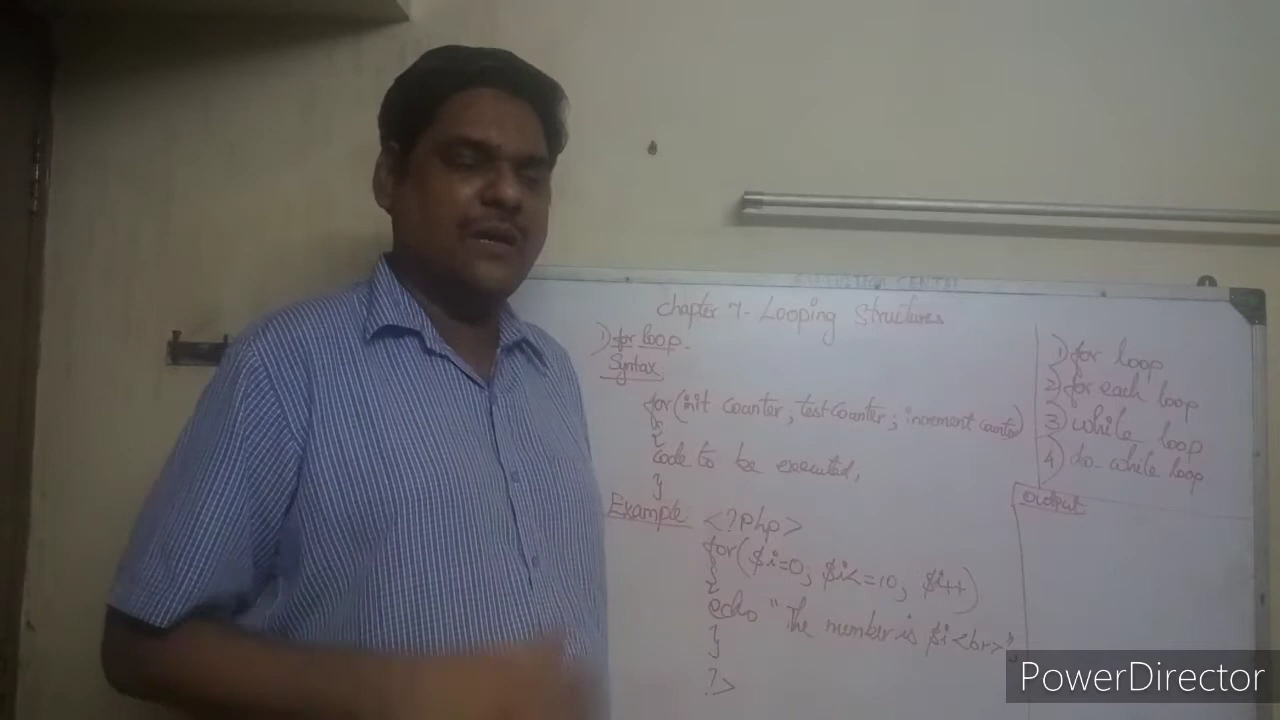 Chapter 7- Looping Structures
1) for loop.
Syntax
for(init counter; test counter; increment counter)
{
code to be executed,
}
Example
<?php>
for($i=0; $i<=10; $i++)
{
echo "The number is $i<br>";
}
?>
1) for loop
2) for each loop
3) while loop
4) do-while loop
output
PowerDirector